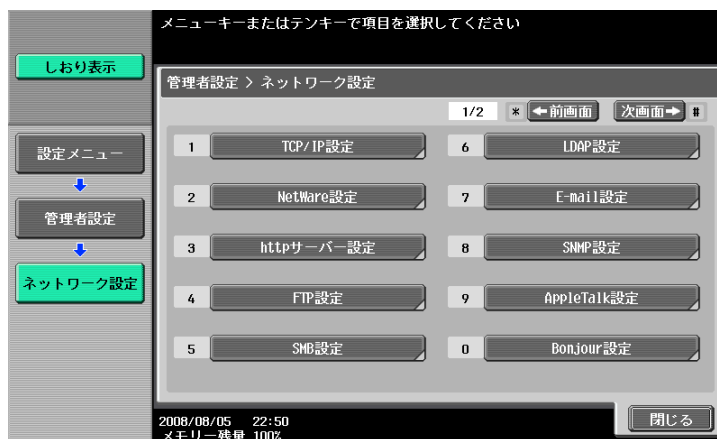 メニューキーまたはテンキーで項目を選択してください
しおり表示
管理者設定 > ネットワーク設定
1/2 * ←前画面 次画面→ #
設定メニュー
管理者設定
ネットワーク設定
1 TCP/IP設定
2 NetWare設定
3 httpサーバー設定
4 FTP設定
5 SMB設定
6 LDAP設定
7 E-mail設定
8 SNMP設定
9 AppleTalk設定
0 Bonjour設定
2008/08/05 22:50
メモリー残量 100%
閉じる